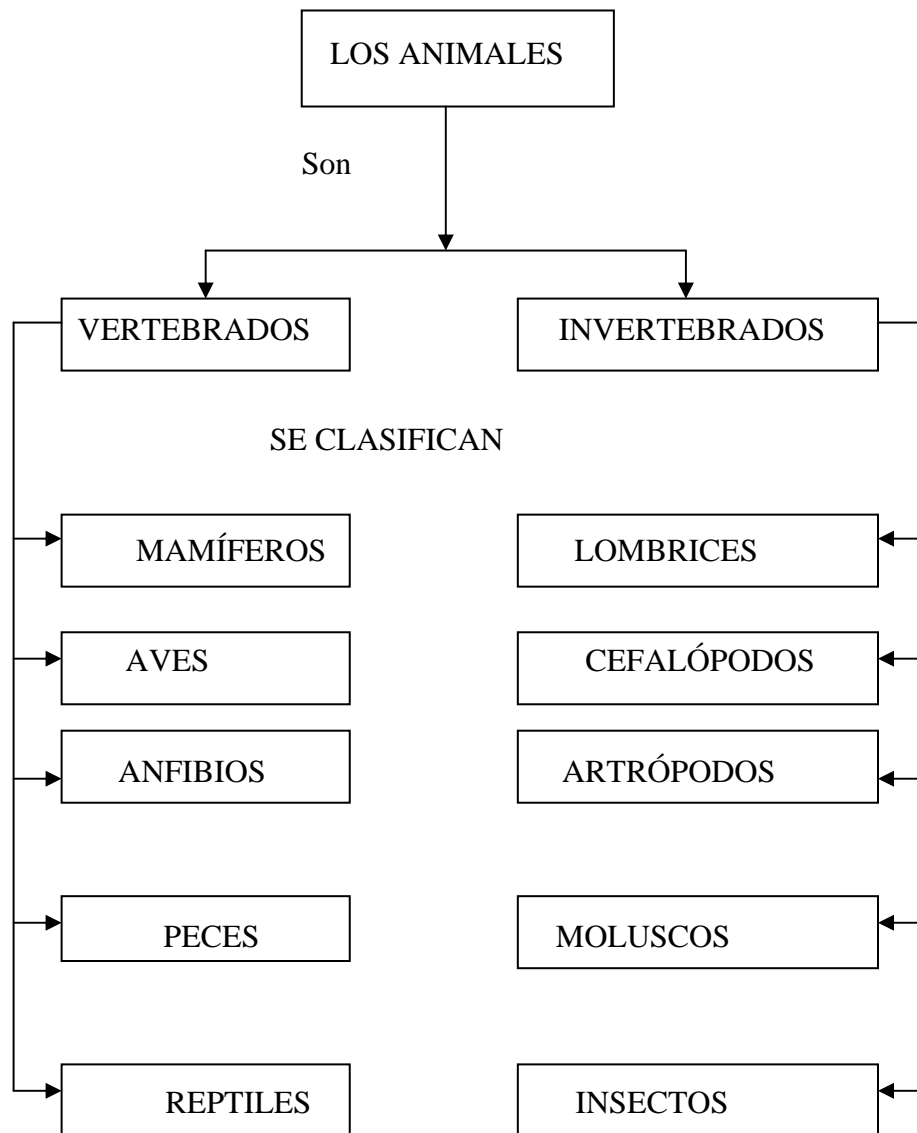 LOS ANIMALES
Son
VERTEBRADOS
INVERTEBRADOS
SE CLASIFICAN
MAMÍFEROS
LOMBRICES
AVES
CEFALÓPODOS
ANFIBIOS
ARTRÓPODOS
PECES
MOLUSCOS
REPTILES
INSECTOS